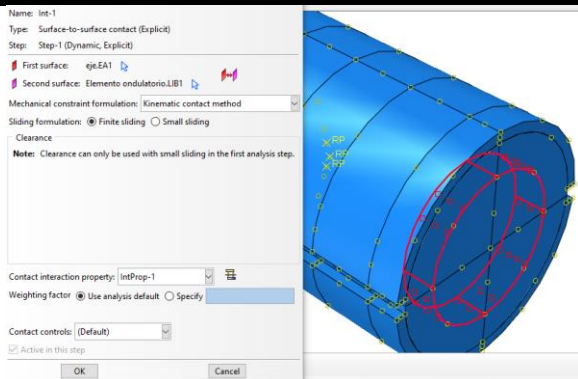 Name: Int-1
Type: Surface-to-surface contact (Explicit)
Step: Step-1 (Dynamic, Explicit)
First surface: eje.EA1
Second surface: Elemento ondulatorio.LIB1
Mechanical constraint formulation: Kinematic contact method
Sliding formulation: Finite sliding Small sliding
Clearance
Note: Clearance can only be used with small sliding in the first analysis step.
Contact interaction property: IntProp-1
Weighting factor Use analysis default Specify
Contact controls: (Default)
Active in this step
OK Cancel
RP
RP
RP